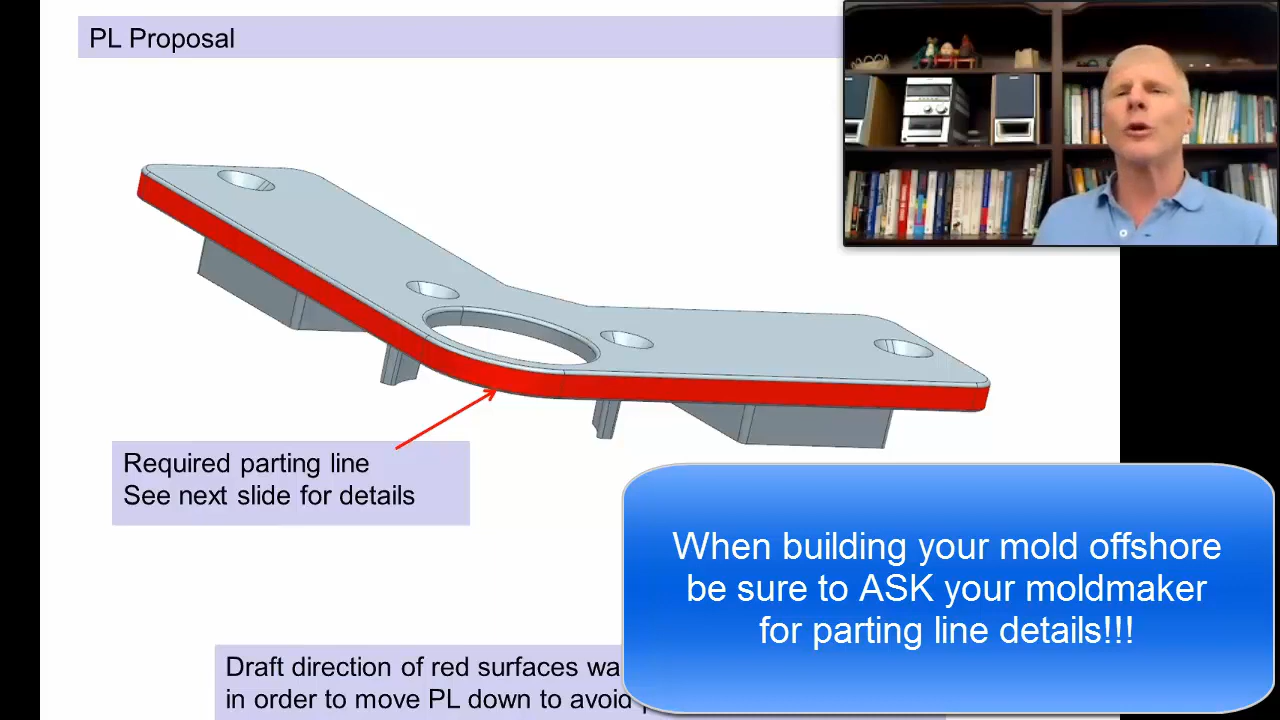 PL Proposal
Required parting line
See next slide for details
When building your mold offshore
be sure to ASK your moldmaker
for parting line details!!!
Draft direction of red surfaces
in order to move PL down to avoid